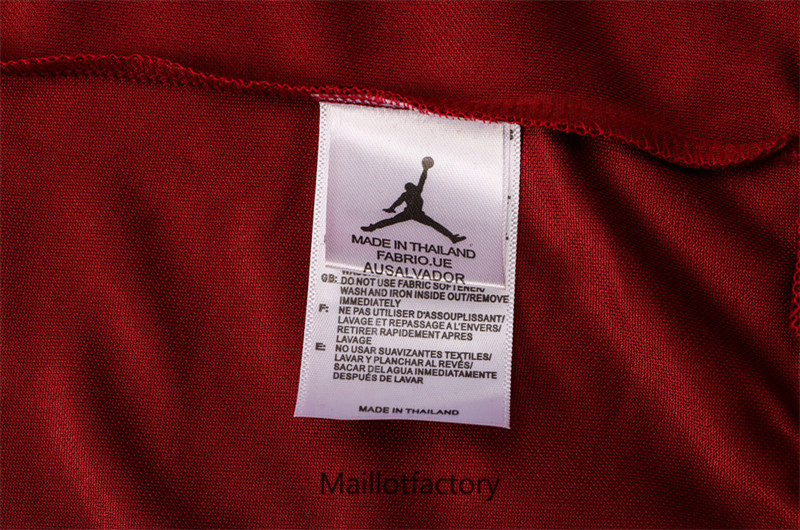 MADE IN THAILAND
FABRIO.UE
AUSALVADOR
GB: DO NOT USE FABRIC SOFTENER/
WASH AND IRON INSIDE OUT/REMOVE
IMMEDIATELY
F: NE PAS UTILISER D'ASSOUPLISSANT/
LAVAGE ET REPASSAGE A L'ENVERS/
RETIRER RAPIDEMENT APRES
LAVAGE
E: NO USAR SUAVIZANTES TEXTILES/
LAVAR Y PLANCHAR AL REVÉS/
SACAR DEL AGUA INMEDIATAMENTE
DESPUÉS DE LAVAR
MADE IN THAILAND
Maillotfactory